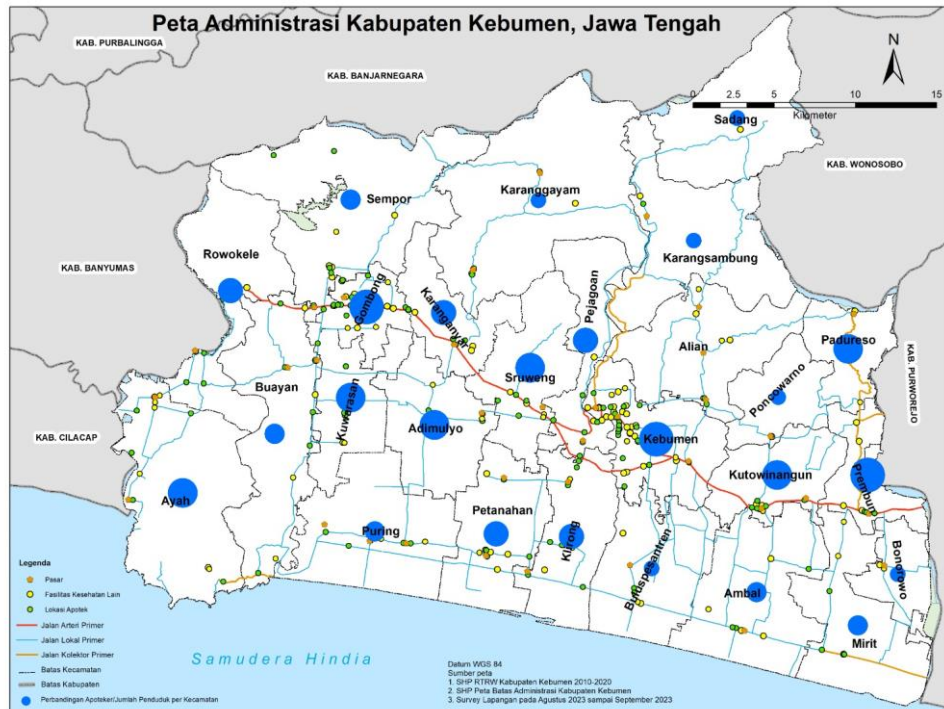 Peta Administrasi Kabupaten Kebumen, Jawa Tengah
KAB. PURBALINGGA
KAB. BANJARNEGARA
N
0 2.5 5 10 15
Kilometer
Sadang
KAB. WONOSOBO
Sempor
Karanggayam
Karangsambung
Rowokele
KAB. BANYUMAS
Gombong
Karanganyar
Pejagoan
Alian
Padureso
KAB. PURWOREJO
Buayan
Kuwarasan
Sruweng
Poncowarno
KAB. CILACAP
Adimulyo
Kebumen
Ayah
Kutowinangun
Prembun
Puring
Petanahan
Klirong
Buluspesantren
Ambal
Bonorowo
Mirit
Samudera Hindia
Legenda
Pasar
Fasilitas Kesehatan Lain
Lokasi Apotek
Jalan Arteri Primer
Jalan Lokal Primer
Jalan Kolektor Primer
Batas Kecamatan
Batas Kabupaten
Perbandingan Apoteker/Jumlah Penduduk per Kecamatan
Datum WGS 84
Sumber peta
1. SHP RTRW Kabupaten Kebumen 2010-2020
2. SHP Peta Batas Administrasi Kabupaten Kebumen
3. Survey Lapangan pada Agustus 2023 sampai September 2023